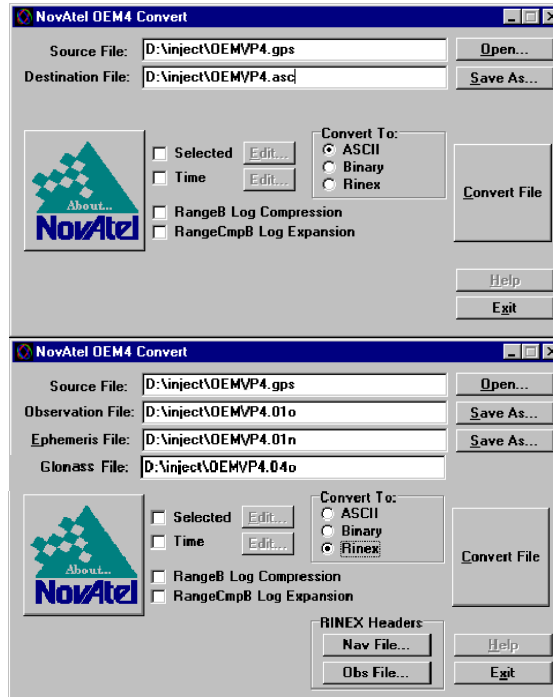 NovAtel OEM4 Convert
Source File: D:\inject\OEMVP4.gps Open...
Destination File: D:\inject\OEMVP4.asc Save As...
Convert To:
Selected Edit... ASCII
Time Edit... Binary
Rinex
Convert File
About...
NovAtel
RangeB Log Compression
RangeCmpB Log Expansion
Help
Exit
NovAtel OEM4 Convert
Source File: D:\inject\OEMVP4.gps Open...
Observation File: D:\inject\OEMVP4.01o Save As...
Ephemeris File: D:\inject\OEMVP4.01n Save As...
Glonass File: D:\inject\OEMVP4.04o
Convert To:
Selected Edit... ASCII
Time Edit... Binary
Rinex
Convert File
About...
NovAtel
RangeB Log Compression
RangeCmpB Log Expansion
RINEX Headers
Nav File... Help
Obs File... Exit